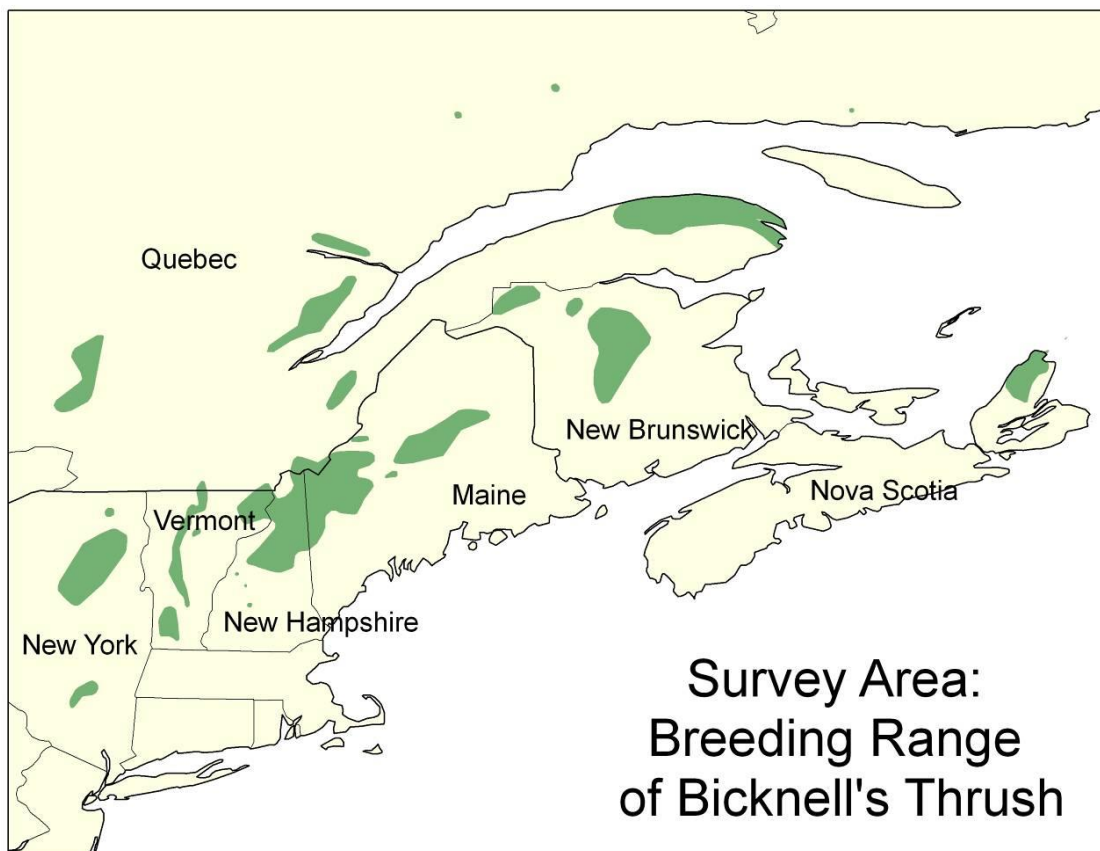 Quebec
New Brunswick
Maine
Nova Scotia
Vermont
New Hampshire
New York
Survey Area:
Breeding Range
of Bicknell's Thrush